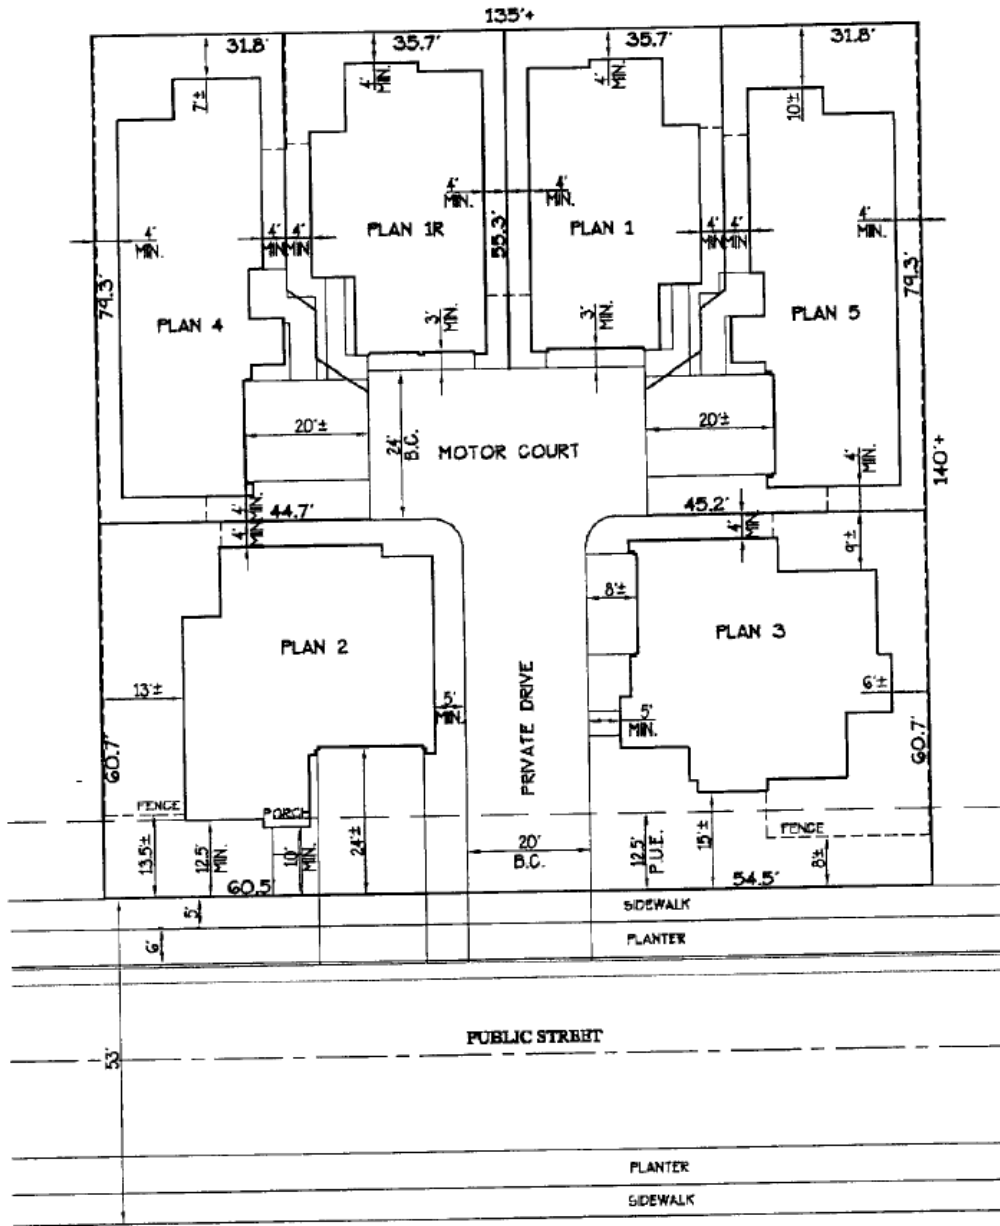 135'+
31.8'
35.7'
35.7'
31.8'
7'±
4'
MIN.
4'
MIN.
10'±
4'
MIN.
4'
MIN.
4'
MIN.
4'
MIN.
4'
MIN.
4'
MIN.
4'
MIN.
4'
MIN.
4'
MIN.
PLAN 1R
PLAN 1
55.3'
79.3'
79.3'
PLAN 4
PLAN 5
3'
MIN.
3'
MIN.
20'±
24'
B.C.
MOTOR COURT
20'±
140'+
4'
MIN.
4'
MIN.
44.7'
45.2'
4'
MIN.
4'
MIN.
9'±
8'±
PLAN 2
PLAN 3
13'±
5'
MIN.
PRIVATE DRIVE
5'
MIN.
6'±
60.7'
60.7'
FENCE
PORCH
FENCE
13.5'±
12.5'
MIN.
10'
MIN.
24'±
20'
B.C.
12.5'
P.U.E.
15'±
8'±
60.5'
54.5'
5'
SIDEWALK
6'
PLANTER
PUBLIC STREET
53'
PLANTER
SIDEWALK